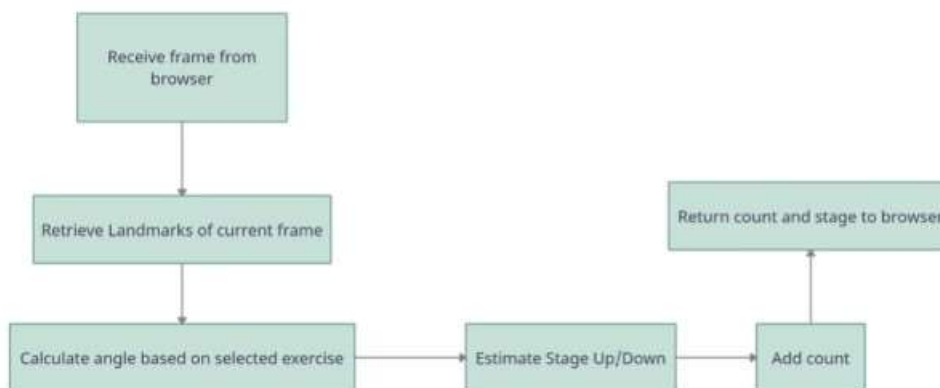 Receive frame from
browser
Retrieve Landmarks of current frame
Calculate angle based on selected exercise
Estimate Stage Up/Down
Add count
Return count and stage to browser